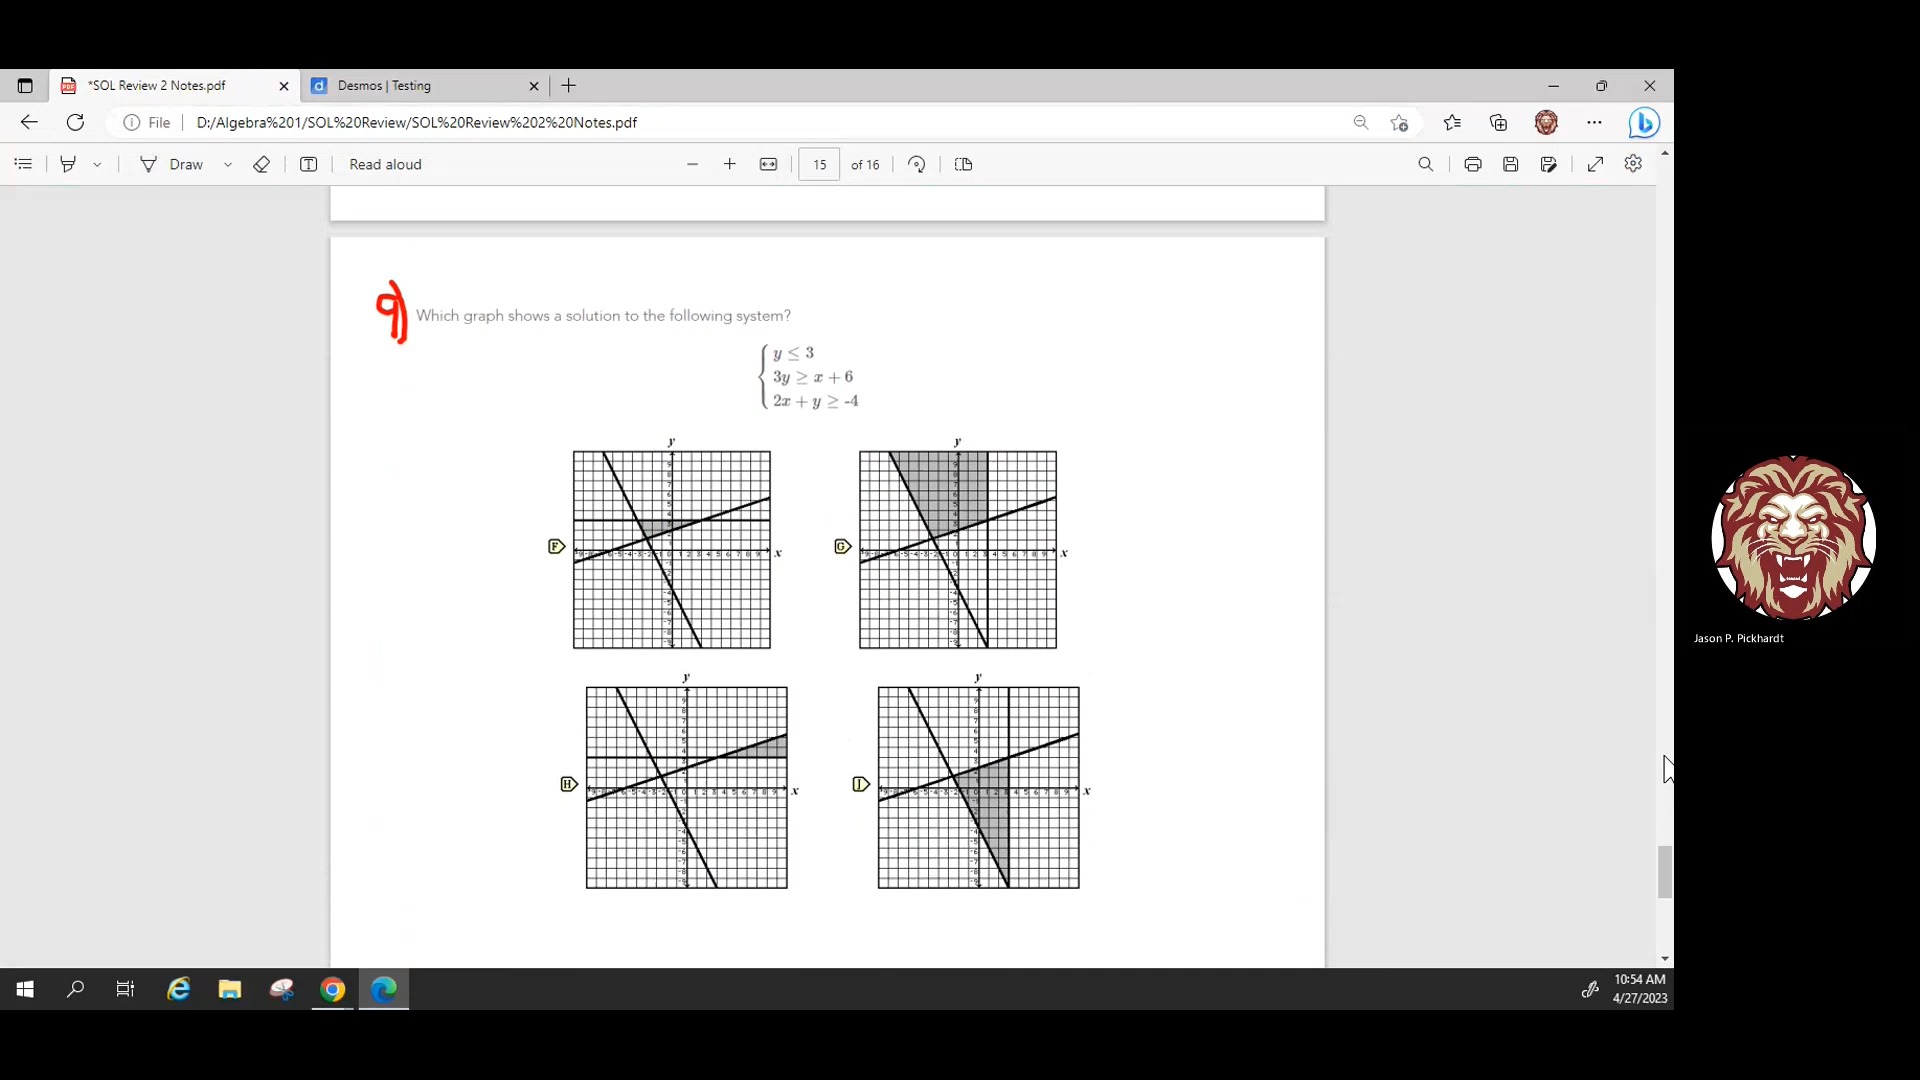 *SOL Review 2 Notes.pdf
Desmos | Testing
File D:/Algebra%201/SOL%20Review/SOL%20Review%202%20Notes.pdf
Draw
Read aloud
15 of 16
9) Which graph shows a solution to the following system?
y ≤ 3
3y ≥ x + 6
2x + y ≥ -4
y
y
F
x
G
x
y
y
H
x
J
x
Jason P. Pickhardt
10:54 AM
4/27/2023